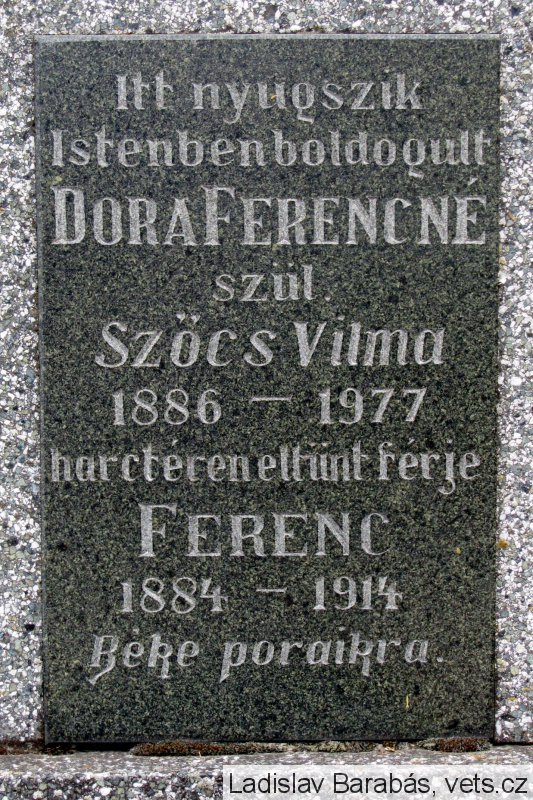 Itt nyugszik
Istenben boldogult
DORA FERENCNÉ
szül.
Szőcs Vilma
1886 – 1977
harctéren eltünt férje
FERENC
1884 – 1914
Béke poraikra.
Ladislav Barabás, vets.cz